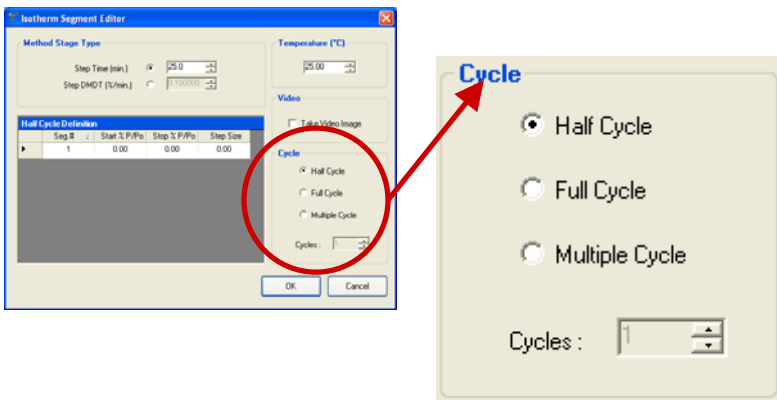 Isotherm Segment Editor
Method Stage Type
Step Time (min.) 25.0
Step DMDT (%/min.) 0.100000
Temperature (°C)
25.00
Video
Take Video Image
Half Cycle Definition
Seg.# Start % P/Po Stop % P/Po Step Size
1 0.00 0.00 0.00
Cycle
Half Cycle
Full Cycle
Multiple Cycle
Cycles : 1
OK Cancel
Cycle
Half Cycle
Full Cycle
Multiple Cycle
Cycles : 1